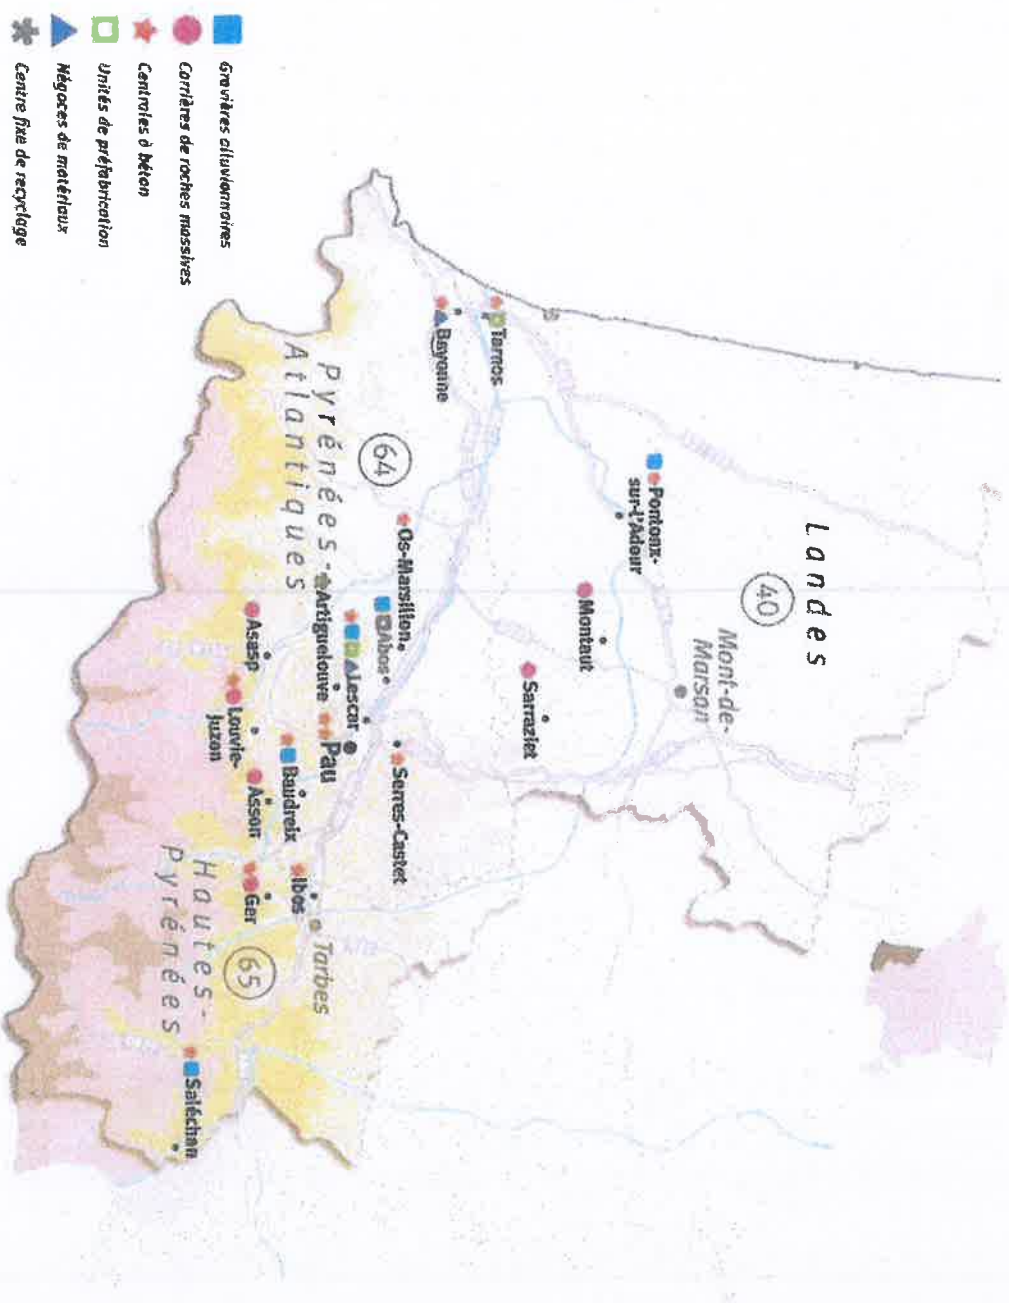 Landes
40
Mont-de-
Marsan
Pontonx-
sur-l'Adour
Montaut
Sarraziet
Tarnos
Bayonne
64
Pyrénées-
Atlantiques
Os-Marsillon
Abos
Lescar
Artiguelouve
Pau
Serres-Castet
Asasp
Louvie-
Juzon
Baudreix
Asson
Ibos
Ger
Tarbes
65
Hautes-
Pyrénées
Saléchan
Gravières alluvionnaires
Carrières de roches massives
Centrales à béton
Unités de préfabrication
Négoces de matériaux
Centre fixe de recyclage